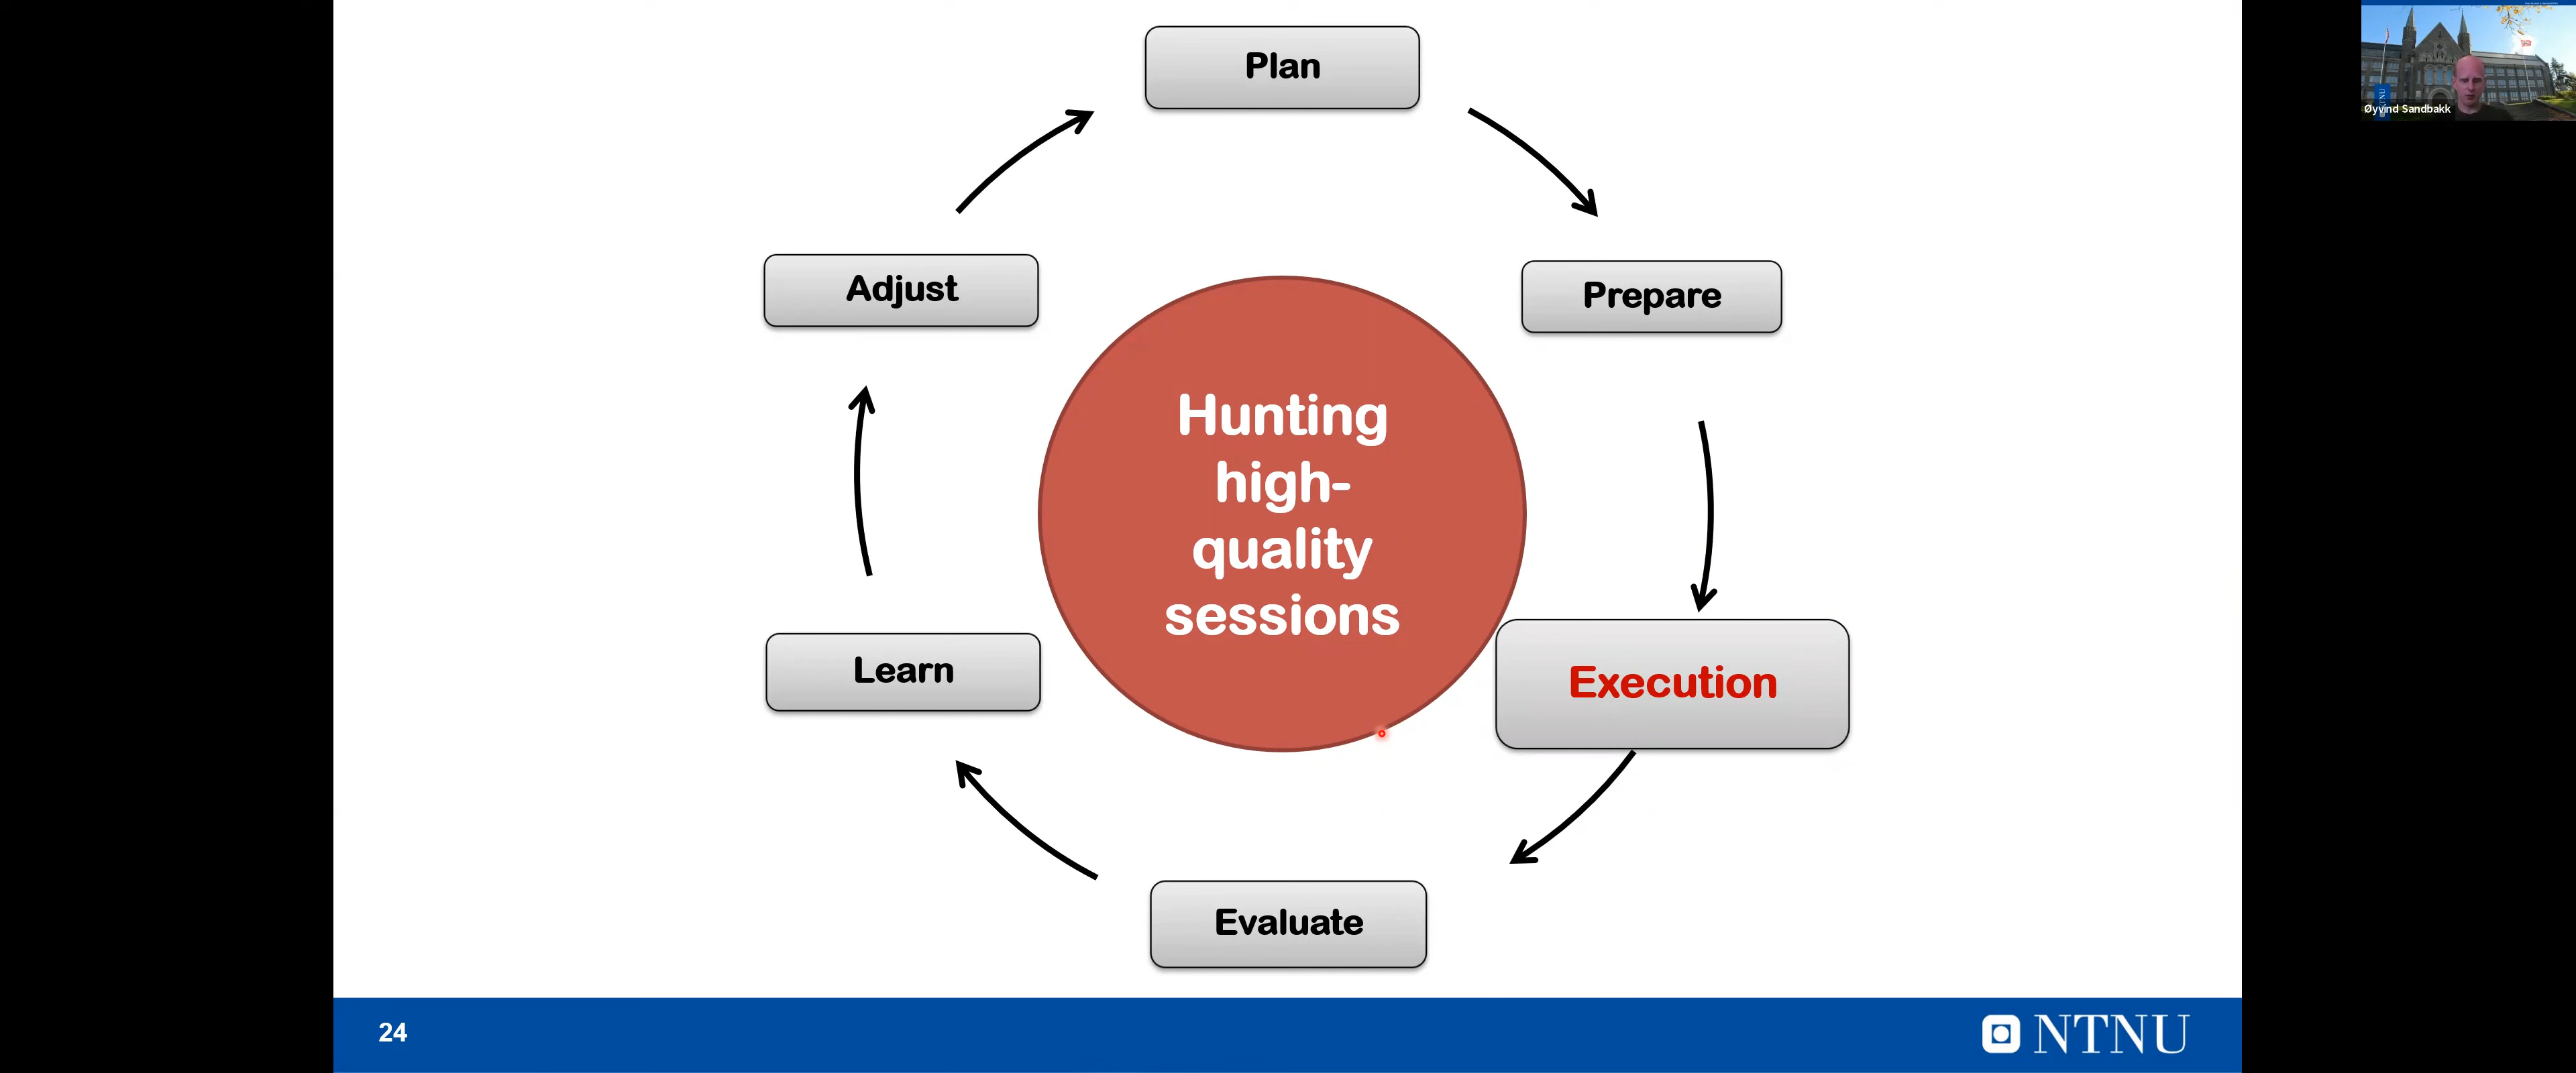 Plan
Prepare
Adjust
Hunting
high-
quality
sessions
Execution
Learn
Evaluate
24
NTNU
Øyvind Sandbakk